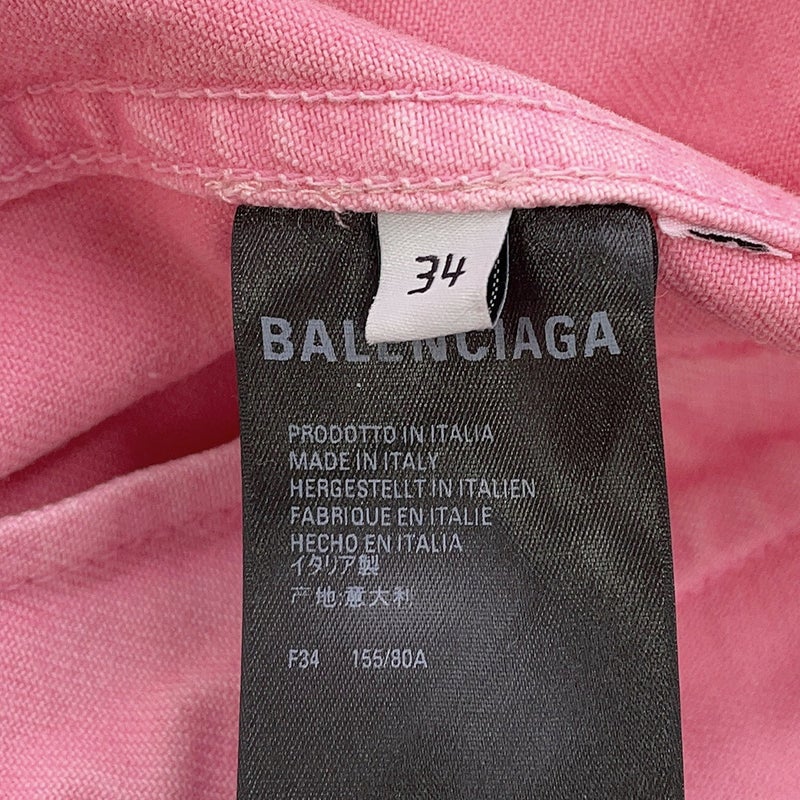 34
BALENCIAGA
PRODOTTO IN ITALIA
MADE IN ITALY
HERGESTELLT IN ITALIEN
FABRIQUE EN ITALIE
HECHO EN ITALIA
イタリア製
产地:意大利
F34 155/80A